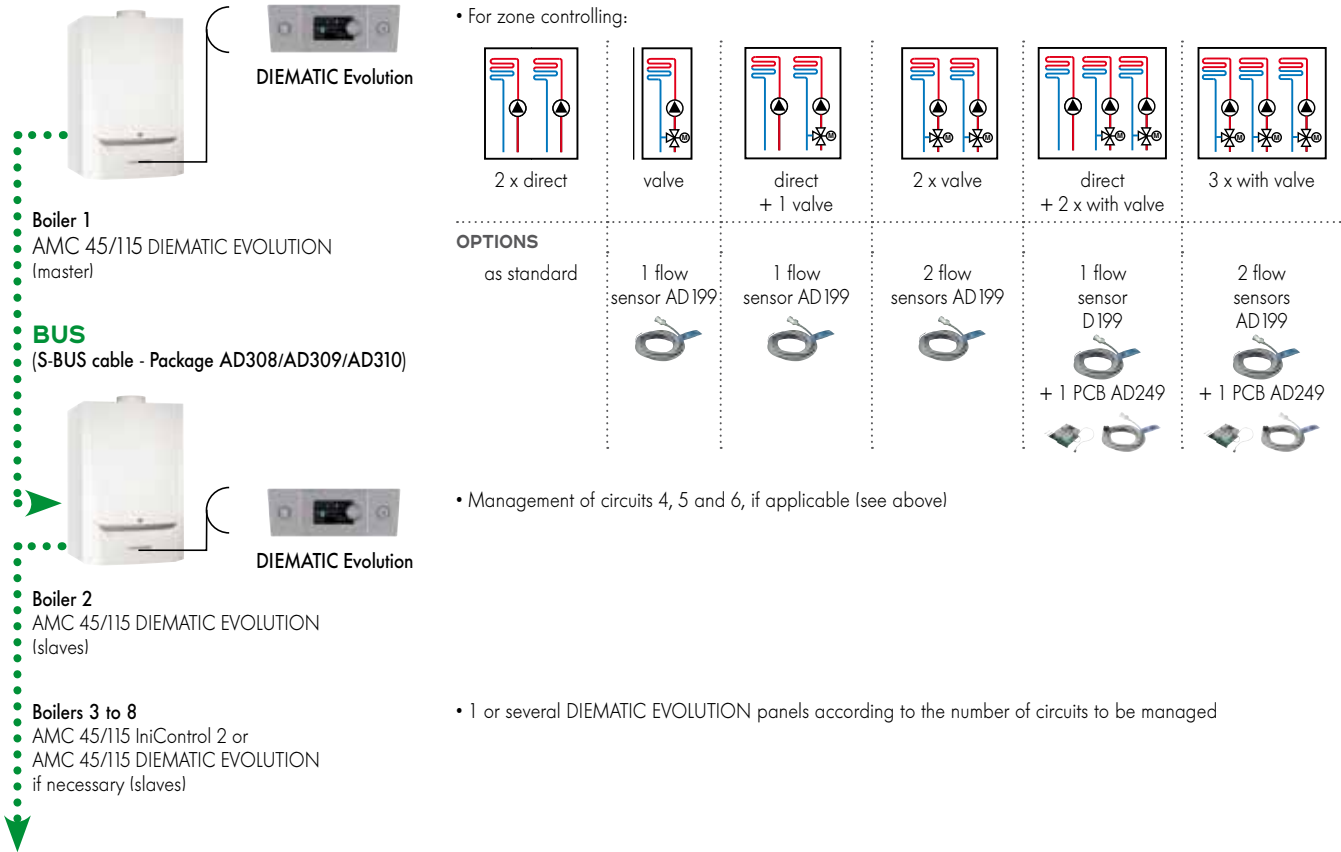 DIEMATIC Evolution
• For zone controlling:
M
M
M
M
M
M
M
M
M
2 x direct
valve
direct
+ 1 valve
2 x valve
direct
+ 2 x with valve
3 x with valve
Boiler 1
AMC 45/115 DIEMATIC EVOLUTION
(master)
OPTIONS
as standard
1 flow
sensor AD199
1 flow
sensor AD199
2 flow
sensors AD199
1 flow
sensor
D199
+ 1 PCB AD249
2 flow
sensors
AD199
+ 1 PCB AD249
BUS
(S-BUS cable - Package AD308/AD309/AD310)
DIEMATIC Evolution
• Management of circuits 4, 5 and 6, if applicable (see above)
Boiler 2
AMC 45/115 DIEMATIC EVOLUTION
(slaves)
Boilers 3 to 8
AMC 45/115 IniControl 2 or
AMC 45/115 DIEMATIC EVOLUTION
if necessary (slaves)
• 1 or several DIEMATIC EVOLUTION panels according to the number of circuits to be managed